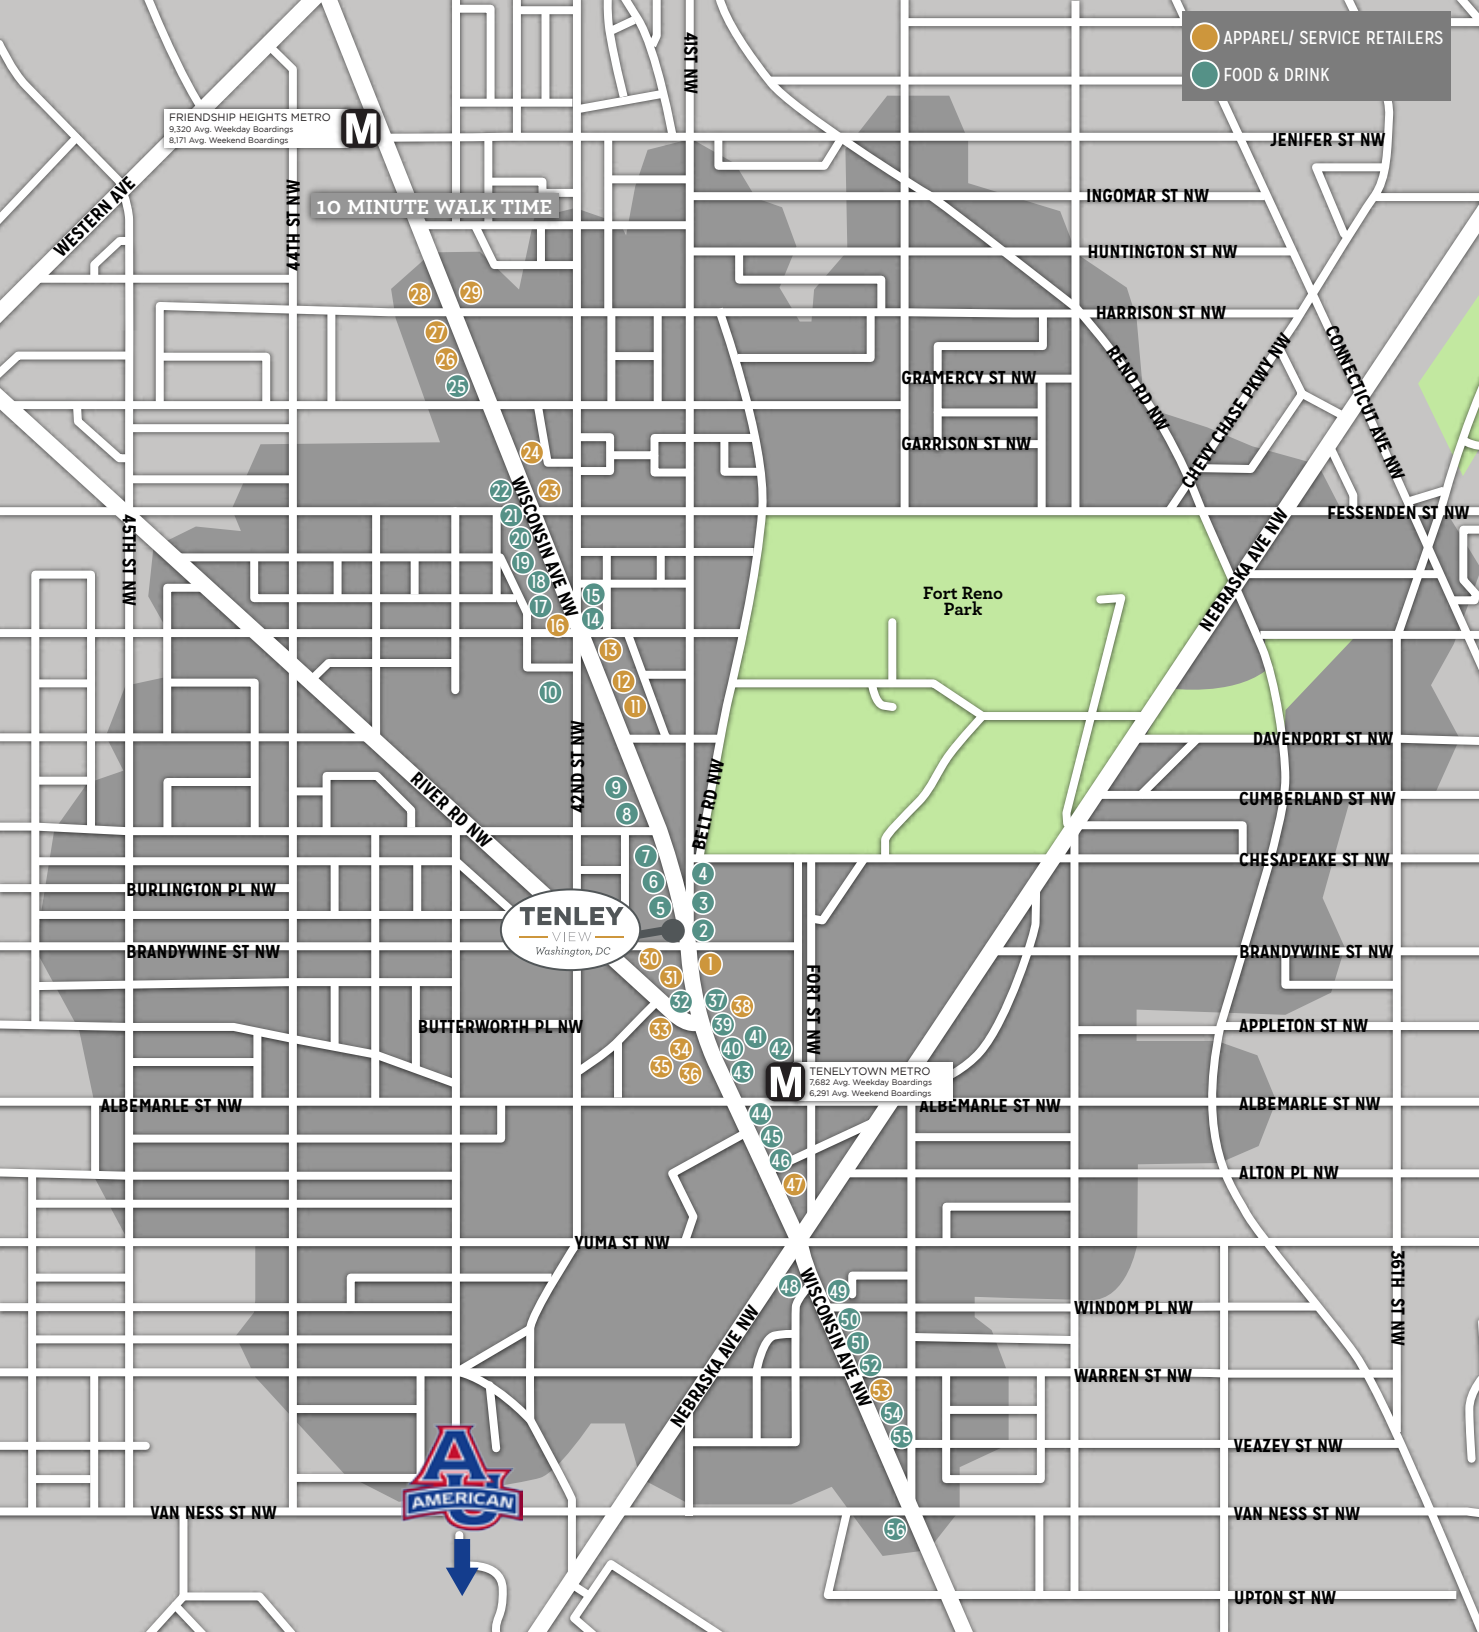 APPAREL/ SERVICE RETAILERS
FOOD & DRINK
41ST NW
FRIENDSHIP HEIGHTS METRO
9,320 Avg. Weekday Boardings
8,171 Avg. Weekend Boardings
M
JENIFER ST NW
WESTERN AVE
44TH ST NW
10 MINUTE WALK TIME
INGOMAR ST NW
HUNTINGTON ST NW
28
29
HARRISON ST NW
27
26
25
RENO RD NW
CHEVY CHASE PKWY NW
CONNECTICUT AVE NW
GRAMERCY ST NW
GARRISON ST NW
24
22
23
21
20
19
18
17
16
15
14
WISCONSIN AVE NW
45TH ST NW
FESSENDEN ST NW
NEBRASKA AVE NW
Fort Reno
Park
13
12
11
10
42ND ST NW
DAVENPORT ST NW
RIVER RD NW
9
8
BELT RD NW
CUMBERLAND ST NW
7
6
5
4
3
2
CHESAPEAKE ST NW
BURLINGTON PL NW
TENLEY
VIEW
Washington, DC
BRANDYWINE ST NW
BRANDYWINE ST NW
30
31
1
32
37
38
FORT ST NW
BUTTERWORTH PL NW
33
39
41
APPLETON ST NW
34
40
42
35
36
43
M
TENELYTOWN METRO
7,682 Avg. Weekday Boardings
6,291 Avg. Weekend Boardings
ALBEMARLE ST NW
ALBEMARLE ST NW
ALBEMARLE ST NW
44
45
46
47
ALTON PL NW
YUMA ST NW
48
49
WISCONSIN AVE NW
36TH ST NW
50
51
52
53
54
55
WINDOM PL NW
NEBRASKA AVE NW
WARREN ST NW
VEAZEY ST NW
AU
AMERICAN
VAN NESS ST NW
VAN NESS ST NW
56
UPTON ST NW